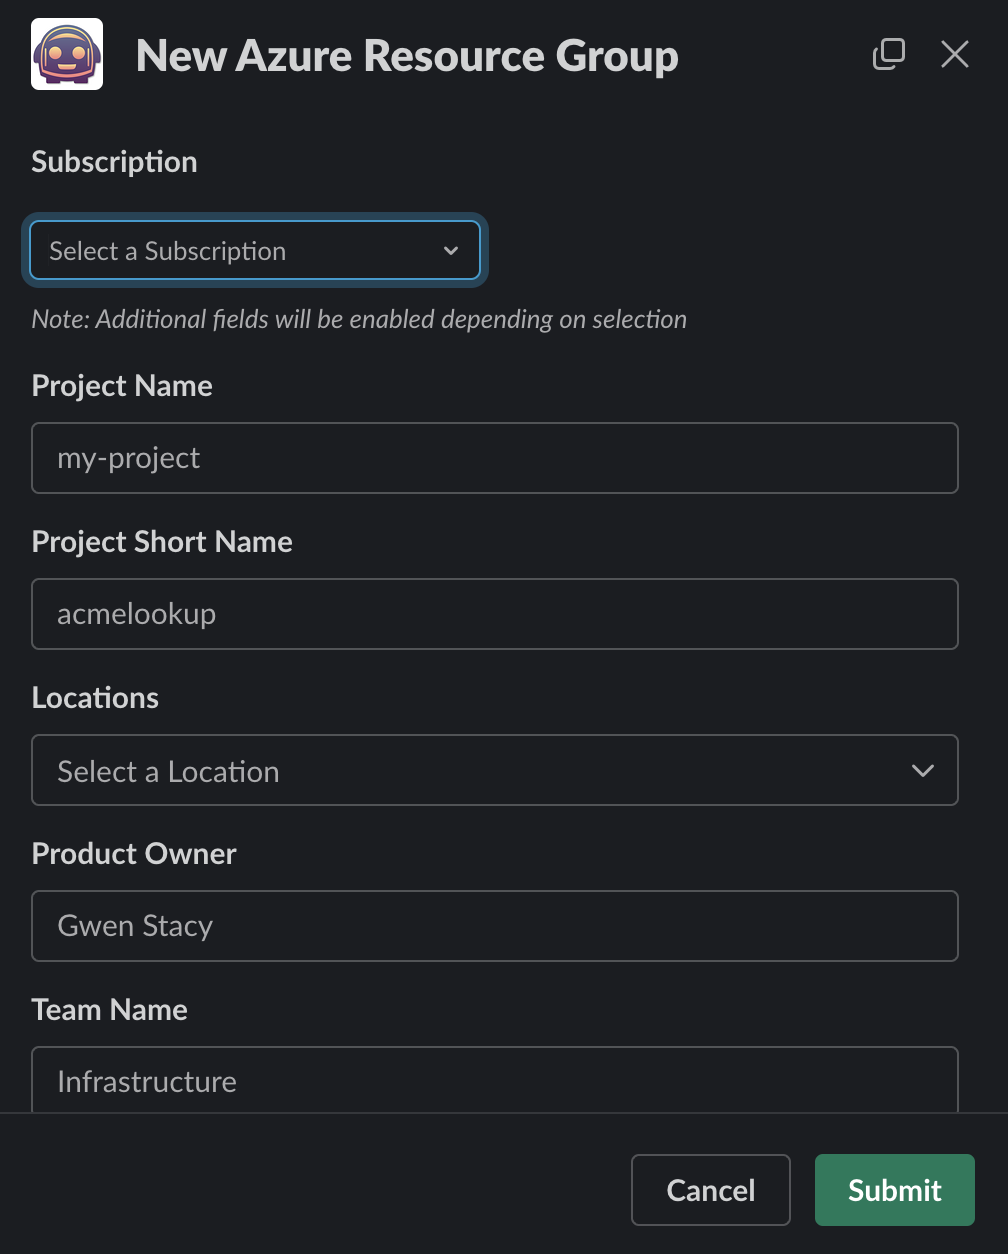 New Azure Resource Group
Subscription
Select a Subscription
Note: Additional fields will be enabled depending on selection
Project Name
my-project
Project Short Name
acmelookup
Locations
Select a Location
Product Owner
Gwen Stacy
Team Name
Infrastructure
Cancel
Submit